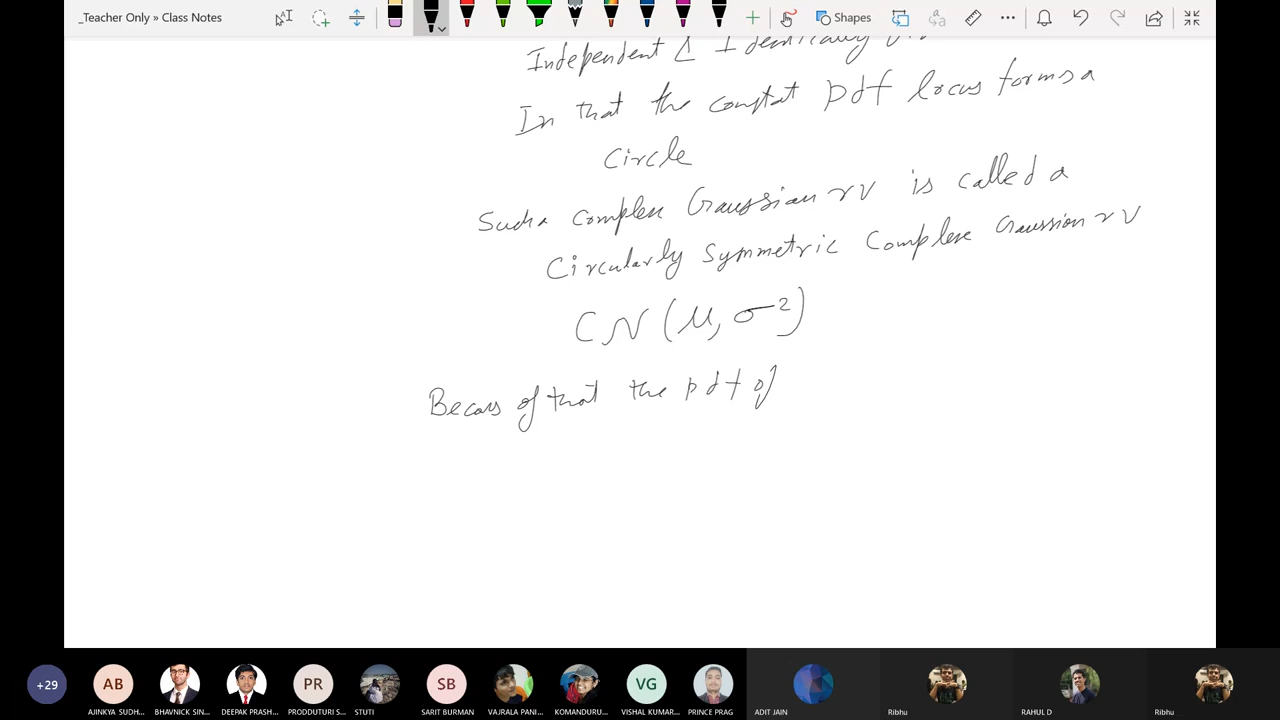 _Teacher Only » Class Notes
Shapes
Independent & Identically
In that the constat pdf locus forms a
Circle
Such a complex Gaussian rv is called a
Circularly Symmetric Complex Gaussian rv
CN(μ, σ²)
Becaus of that the pdf of
+29
AB
PR
SB
VG
AJINKYA SUDH...
BHAVNICK SIN...
DEEPAK PRASH...
PRODDUTURI S...
STUTI
SARIT BURMAN
VAJRALA PANI...
KOMANDURU...
VISHAL KUMAR...
PRINCE PRAG
ADIT JAIN
Ribhu
RAHUL D
Ribhu